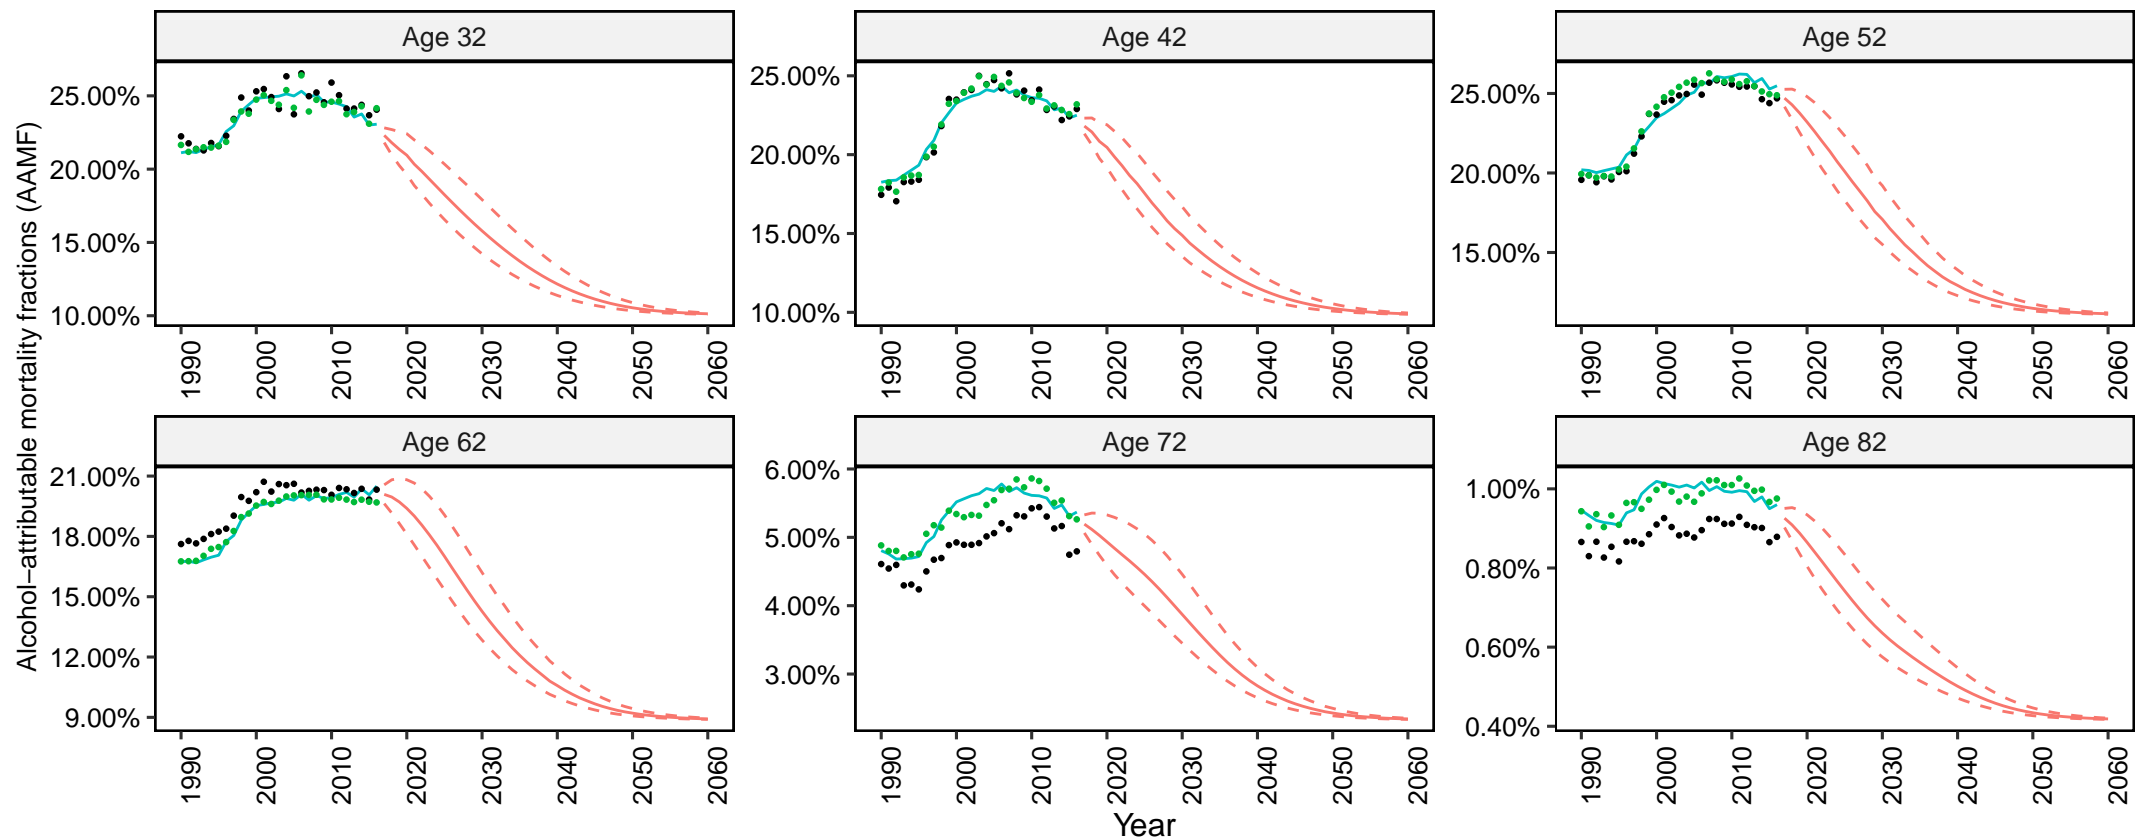 Alcohol−attributable mortality fractions (AAMF)
Age 32
25.00%
20.00%
15.00%
10.00%
1990 2000 2010 2020 2030 2040 2050 2060
Age 42
25.00%
20.00%
15.00%
10.00%
1990 2000 2010 2020 2030 2040 2050 2060
Age 52
25.00%
20.00%
15.00%
1990 2000 2010 2020 2030 2040 2050 2060
Age 62
21.00%
18.00%
15.00%
12.00%
9.00%
1990 2000 2010 2020 2030 2040 2050 2060
Age 72
6.00%
5.00%
4.00%
3.00%
1990 2000 2010 2020 2030 2040 2050 2060
Age 82
1.00%
0.80%
0.60%
0.40%
1990 2000 2010 2020 2030 2040 2050 2060
Year